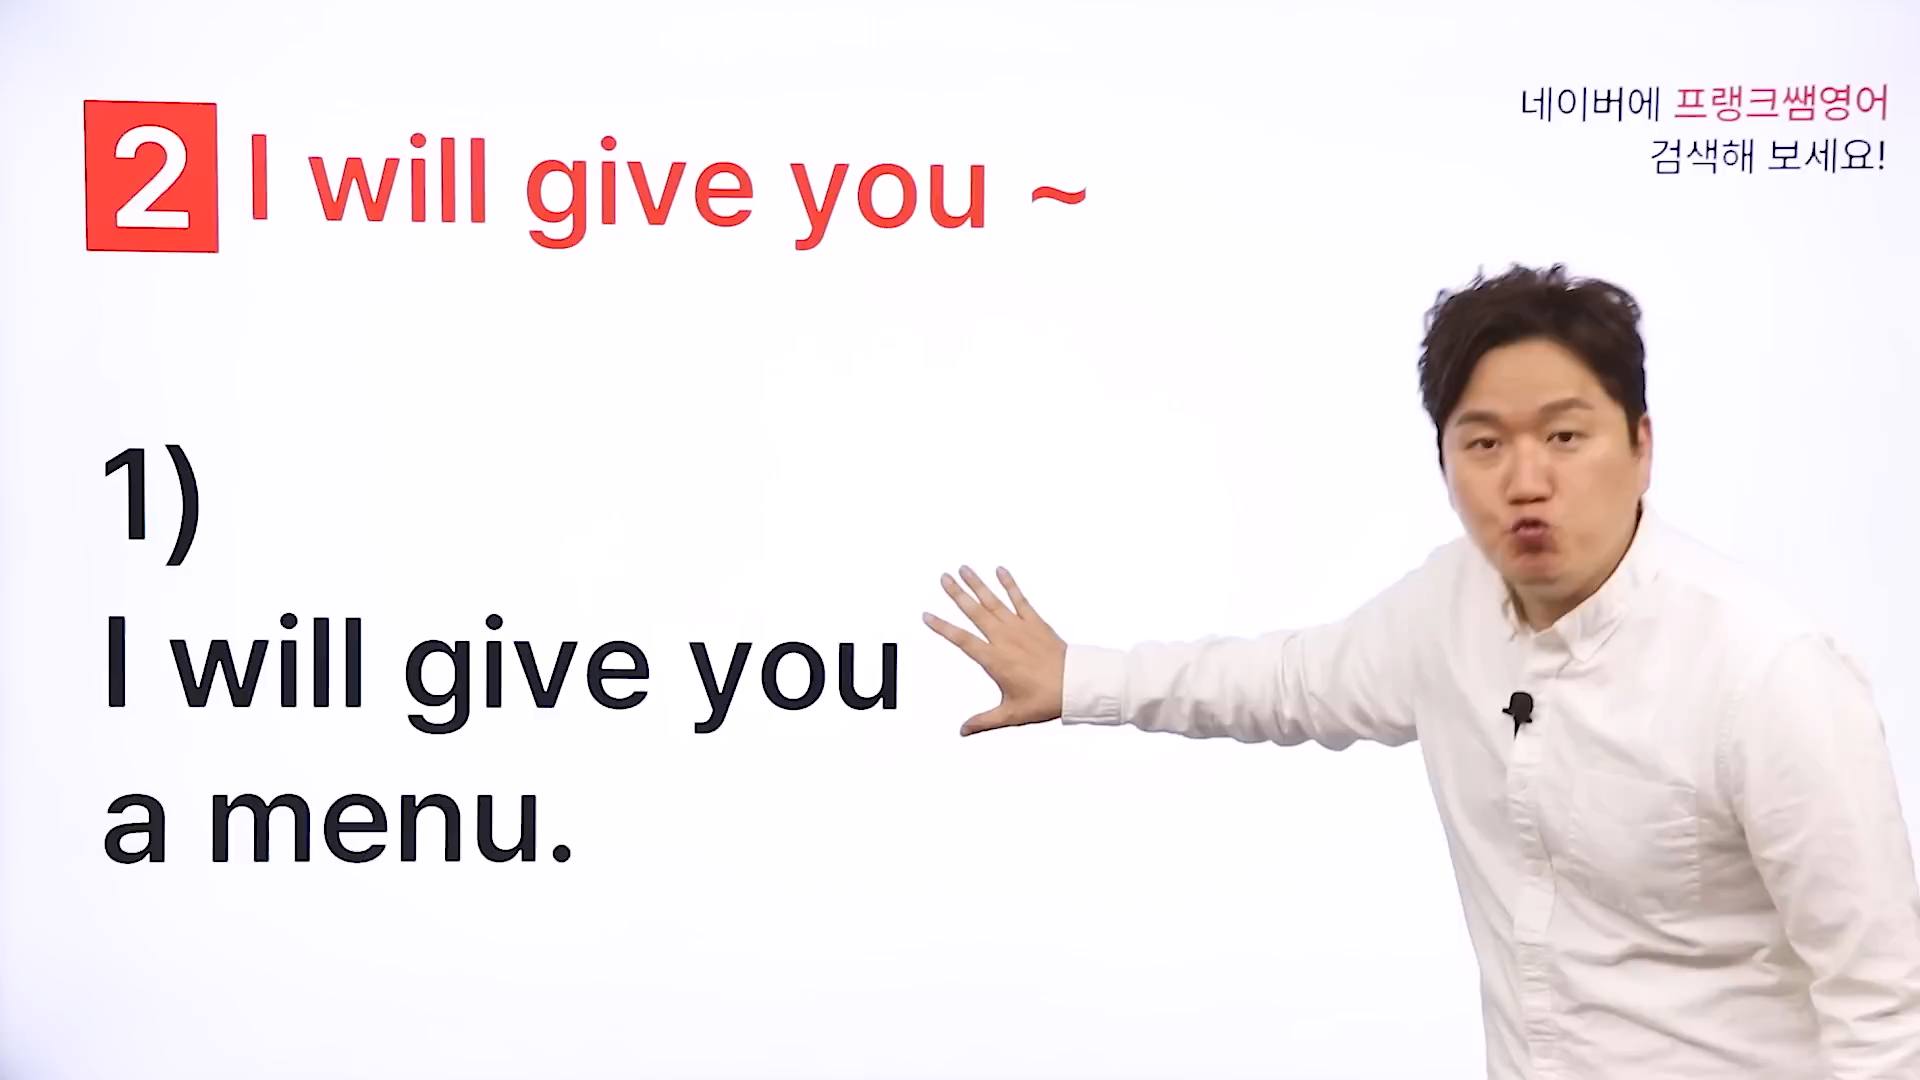 2 I will give you ~
네이버에 프랭크쌤영어
검색해 보세요!
1)
I will give you
a menu.